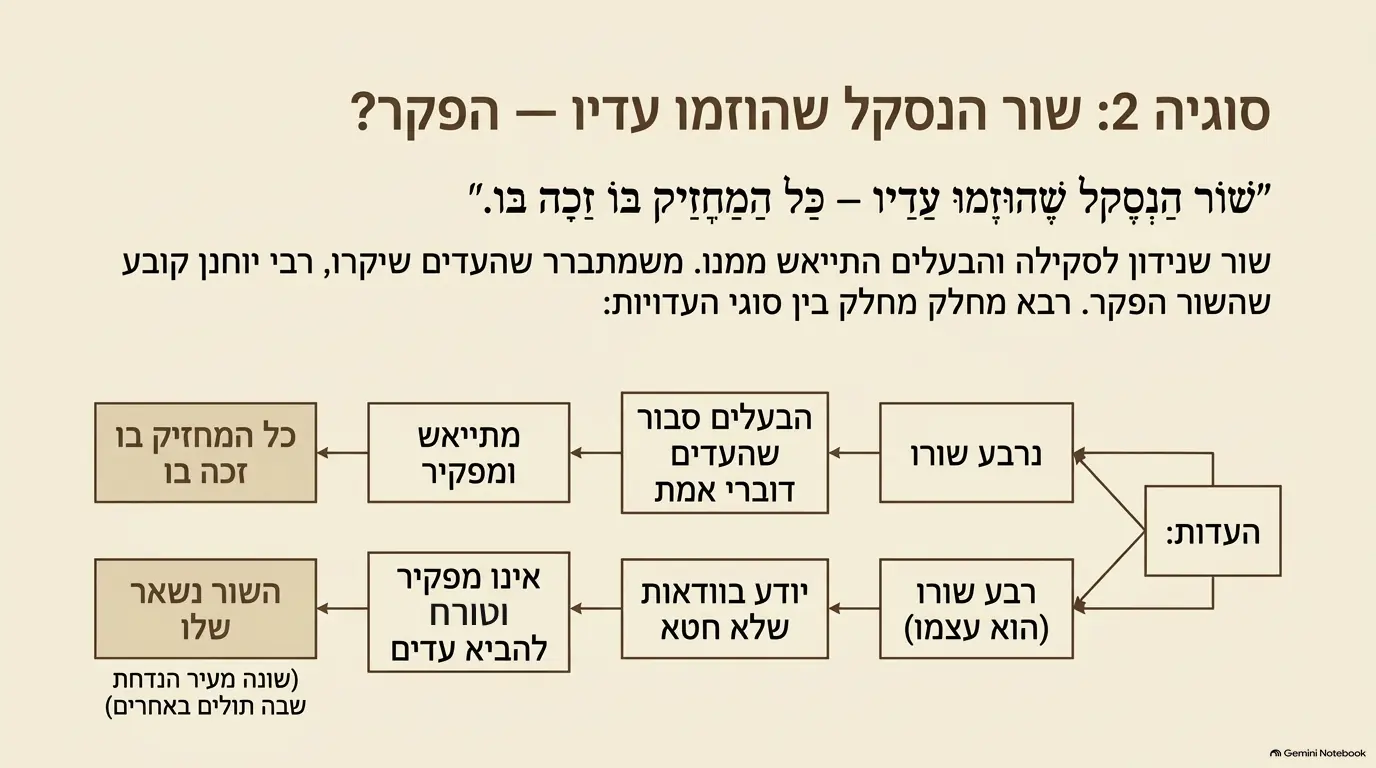 סוגיה 2: שור הנסקל שהוזמו עדיו — הפקר?
"שׁוֹר הַנְסֶקל שֶׁהוּזָמוּ עַדַיו – כַּל הַמַחֲזַיק בּוֹ זַכָה בּוּ."
שור שנידון לסקילה והבעלים התייאש ממנו. משמתברר שהעדים שיקרו, רבי יוחנן קובע
שהשור הפקר. רבא מחלק מחלק בין סוגי העדויות:
העדות:
נרבע שורו
הבעלים סבור
שהעדים
דוברי אמת
מתייאש
ומפקיר
כל המחזיק בו
זכה בו
רבע שורו
(הוא עצמו)
יודע בוודאות
שלא חטא
אינו מפקיר
וטורח
להביא עדים
השור נשאר
שלו
(שונה מעיר הנדחת
שבה תולים באחרים)
Gemini Notebook